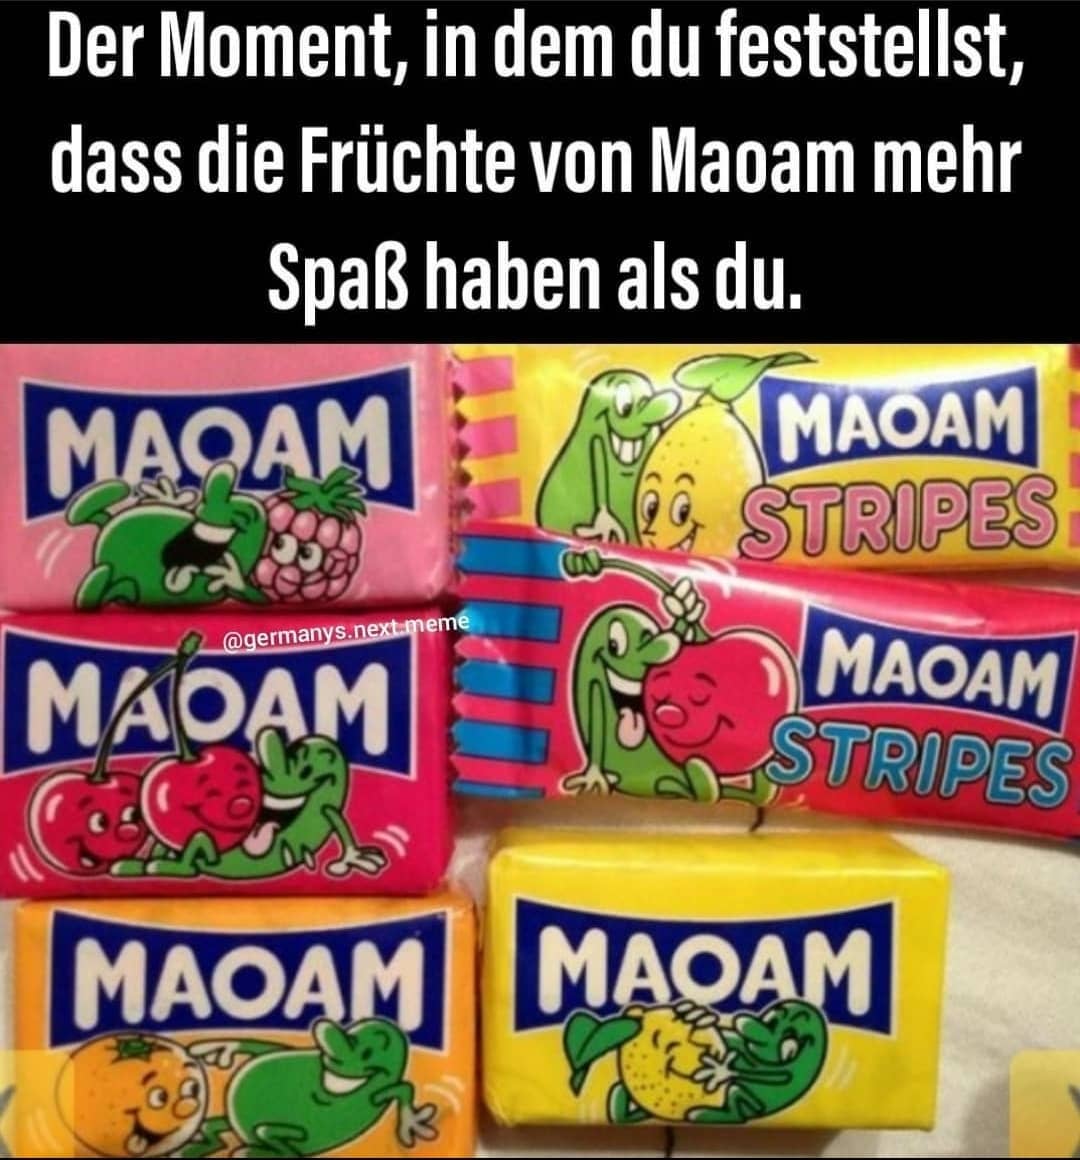 Der Moment, in dem du feststellst,
dass die Früchte von Maoam mehr
Spaß haben als du.
MAOAM
MAOAM
STRIPES
@germanys.next.meme
MAOAM
MAOAM
STRIPES
MAOAM
MAOAM